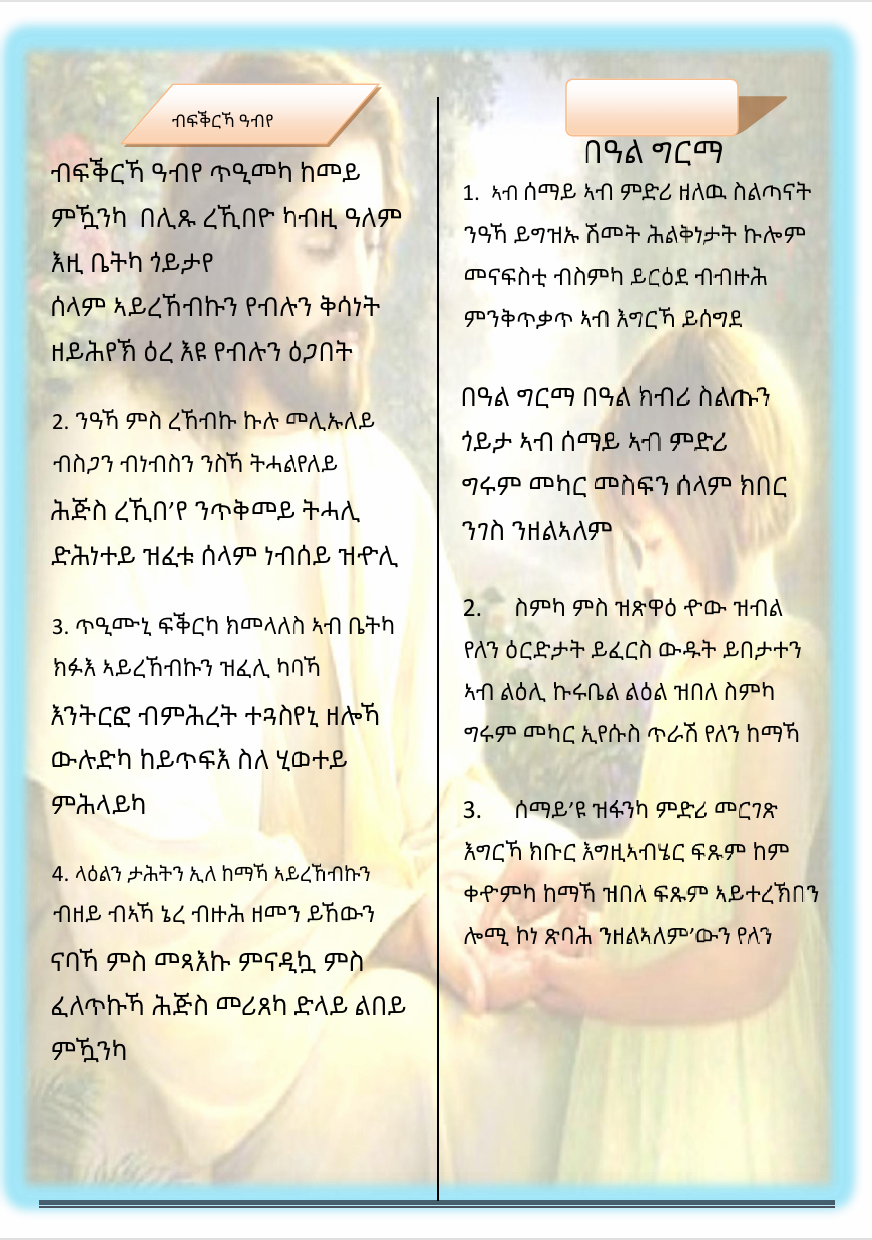 ብፍቕርኻ ዓብየ
ብፍቕርኻ ዓብየ ጥዒመካ ከመይ
ምዃንካ በሊጹ ረኺበዮ ካብዚ ዓለም
እዚ ቤትካ ጎይታየ
ሰላም ኣይረኸብኩን የብሉን ቅሳነት
ዘይሕየኽ ዕረ እዩ የብሉን ዕጋበት
2. ንዓኻ ምስ ረኸብኩ ኩሉ መሊኡለይ
ብስጋን ብነብስን ንስኻ ትሓልየለይ
ሕጅስ ረኺበ’የ ንጥቅመይ ትሓሊ
ድሕነተይ ዝፈቱ ሰላም ነብሰይ ዝዮሊ
3. ጥዒሙኒ ፍቕርካ ክመላለስ ኣብ ቤትካ
ክፉእ ኣይረኸብኩን ዝፈሊ ካባኻ
እንትርፎ ብምሕረት ተጓስየኒ ዘሎኻ
ውሉድካ ከይጥፍእ ስለ ሂወተይ
ምሕላይካ
4. ላዕልን ታሕትን ኢለ ከማኻ ኣይረኸብኩን
ብዘይ ብኣኻ ኔረ ብዙሕ ዘመን ይኸውን
ናባኻ ምስ መጻእኩ ምናዲኳ ምስ
ፈለጥኩኻ ሕጅስ መሪጸካ ድላይ ልበይ
ምዃንካ
በዓል ግርማ
1. ኣብ ሰማይ ኣብ ምድሪ ዘለዉ ስልጣናት
ንዓኻ ይግዝኡ ሽመት ሕልቅነታት ኩሎም
መናፍስቲ ብስምካ ይርዕደ ብብዙሕ
ምንቅጥቃጥ ኣብ እግርኻ ይሰግደ
በዓል ግርማ በዓል ክብሪ ስልጡን
ጎይታ ኣብ ሰማይ ኣብ ምድሪ
ግሩም መካር መስፍን ሰላም ክበር
ንገስ ንዘልኣለም
2. ስምካ ምስ ዝጽዋዕ ዮው ዝብል
የለን ዕርድታት ይፈርስ ውዱት ይበታተን
ኣብ ልዕሊ ኩሩቤል ልዕል ዝበለ ስምካ
ግሩም መካር ኢየሱስ ጥራሽ የለን ከማኻ
3. ሰማይ’ዩ ዝፋንካ ምድሪ መርገጽ
እግርኻ ክቡር እግዚኣብሄር ፍጹም ከም
ቀዮምካ ከማኻ ዝበለ ፍጹም ኣይተረኽበን
ሎሚ ኮነ ጽባሕ ንዘልኣለም’ውን የለን